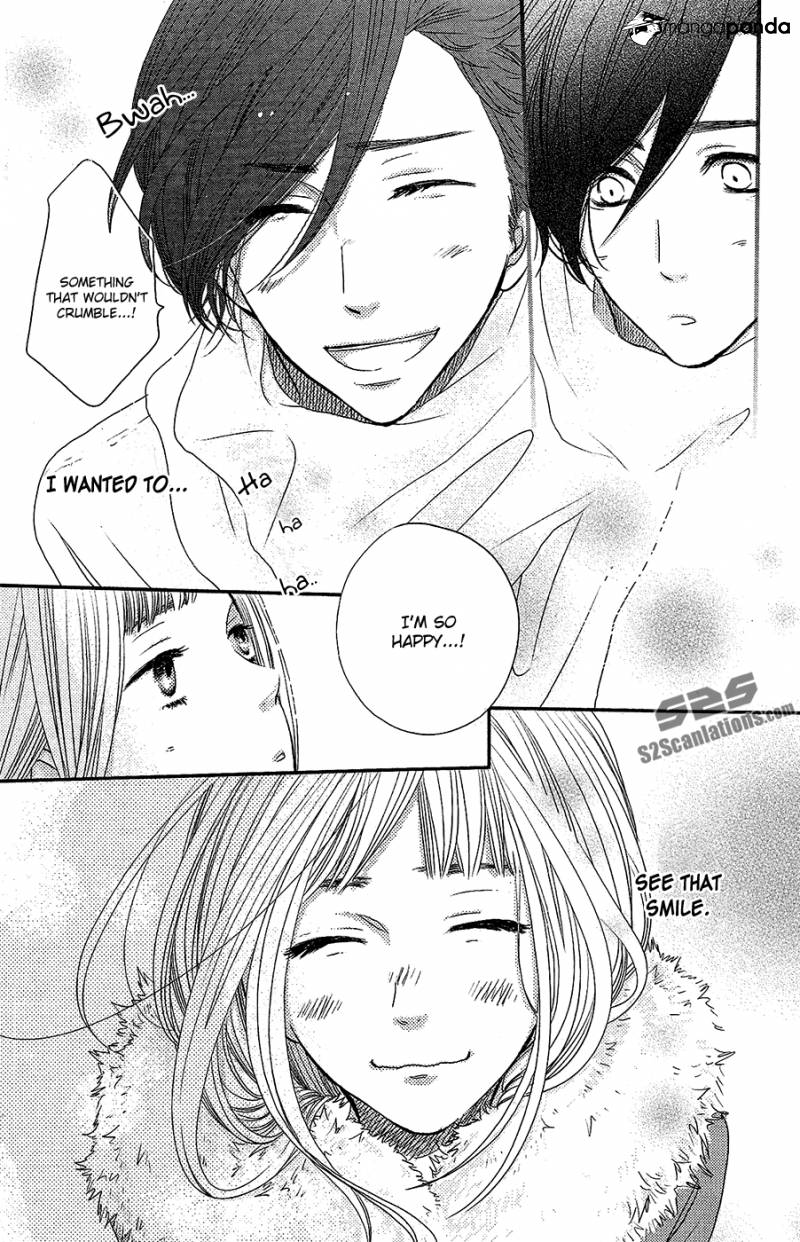 mangapanda
Bwah...
SOMETHING
THAT WOULDN'T
CRUMBLE...!
I WANTED TO...
Ha
ha
ha...
I'M SO
HAPPY...!
S2S
S2Scanlations.com
SEE THAT
SMILE.